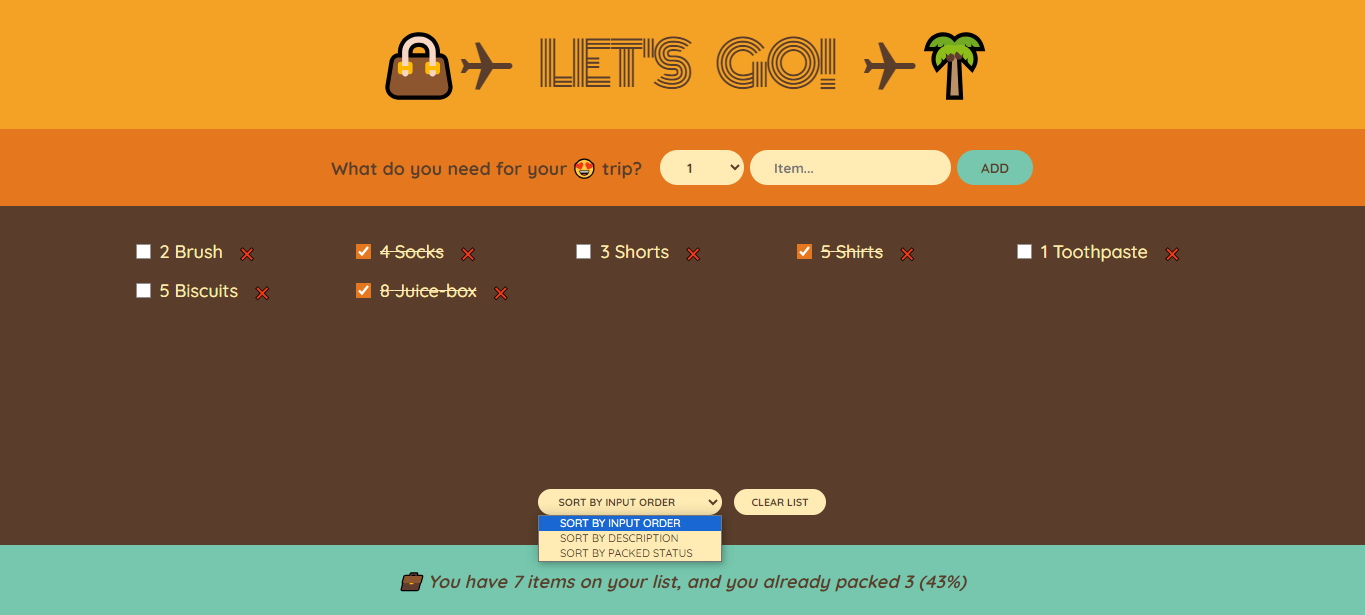 LET'S GO!
What do you need for your 😍 trip? 1 Item... ADD
2 Brush ❌ 4 Socks ❌ 3 Shorts ❌ 5 Shirts ❌ 1 Toothpaste ❌
5 Biscuits ❌ 8 Juice-box ❌
SORT BY INPUT ORDER CLEAR LIST
SORT BY INPUT ORDER
SORT BY DESCRIPTION
SORT BY PACKED STATUS
💼 You have 7 items on your list, and you already packed 3 (43%)